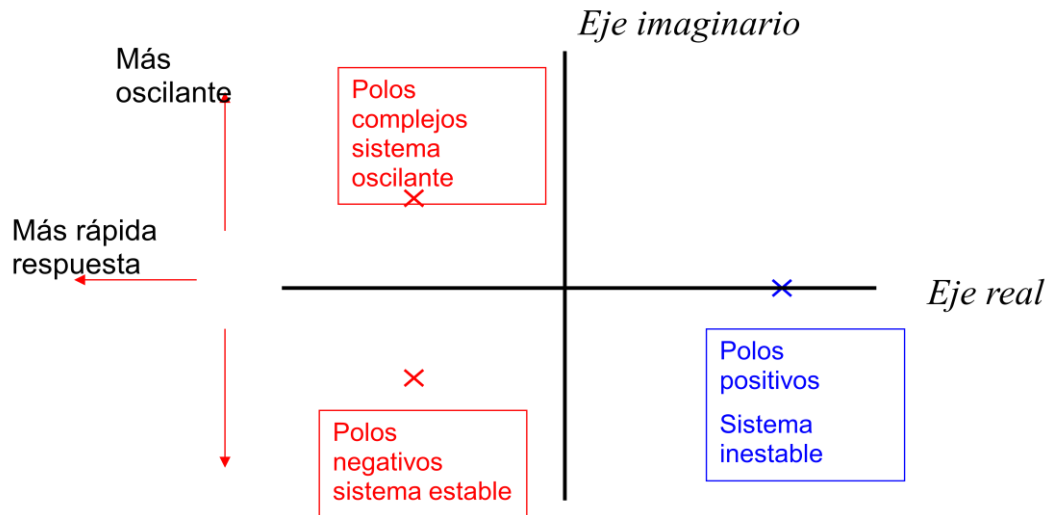 Eje imaginario
Más
oscilante
Polos
complejos
sistema
oscilante
Más rápida
respuesta
Eje real
Polos
positivos
Sistema
inestable
Polos
negativos
sistema estable